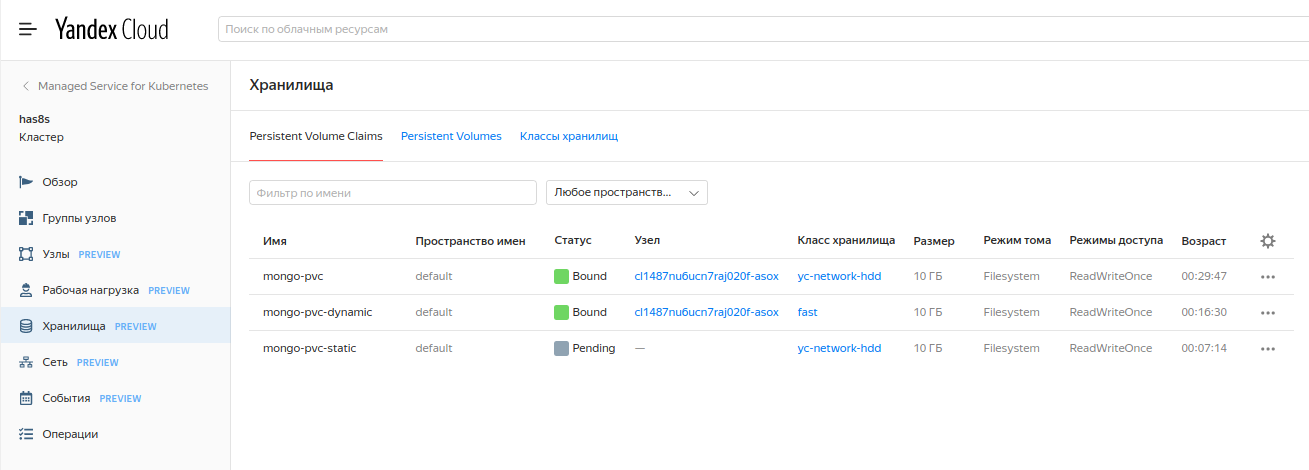 Yandex Cloud
Поиск по облачным ресурсам
Managed Service for Kubernetes
has8s
Кластер
Обзор
Группы узлов
Узлы PREVIEW
Рабочая нагрузка PREVIEW
Хранилища PREVIEW
Сеть PREVIEW
События PREVIEW
Операции
Хранилища
Persistent Volume Claims Persistent Volumes Классы хранилищ
Фильтр по имени Любое пространств...
Имя Пространство имен Статус Узел Класс хранилища Размер Режим тома Режимы доступа Возраст
mongo-pvc default Bound cl1487nu6ucn7raj020f-asox yc-network-hdd 10 ГБ Filesystem ReadWriteOnce 00:29:47
mongo-pvc-dynamic default Bound cl1487nu6ucn7raj020f-asox fast 10 ГБ Filesystem ReadWriteOnce 00:16:30
mongo-pvc-static default Pending — yc-network-hdd 10 ГБ Filesystem ReadWriteOnce 00:07:14